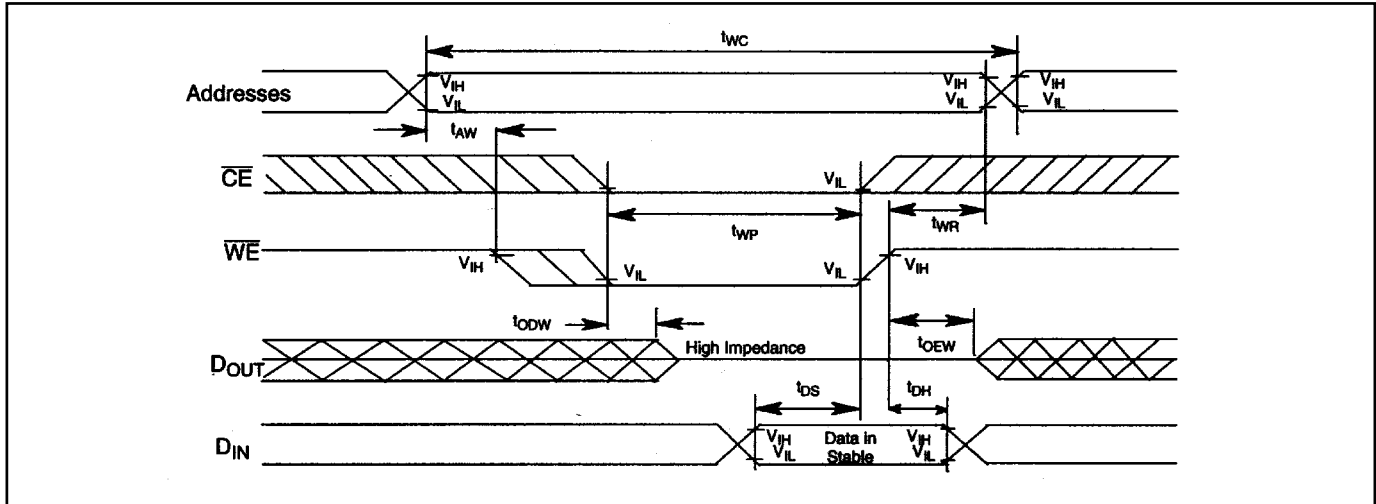 tWC
Addresses
VIH
VIL
VIH
VIL
VIH
VIL
tAW
CE
VIL
tWP
tWR
WE
VIH
VIL
VIL
VIH
tODW
DOUT
High Impedance
tOEW
tDS
tDH
DIN
VIH
VIL
Data in
Stable
VIH
VIL